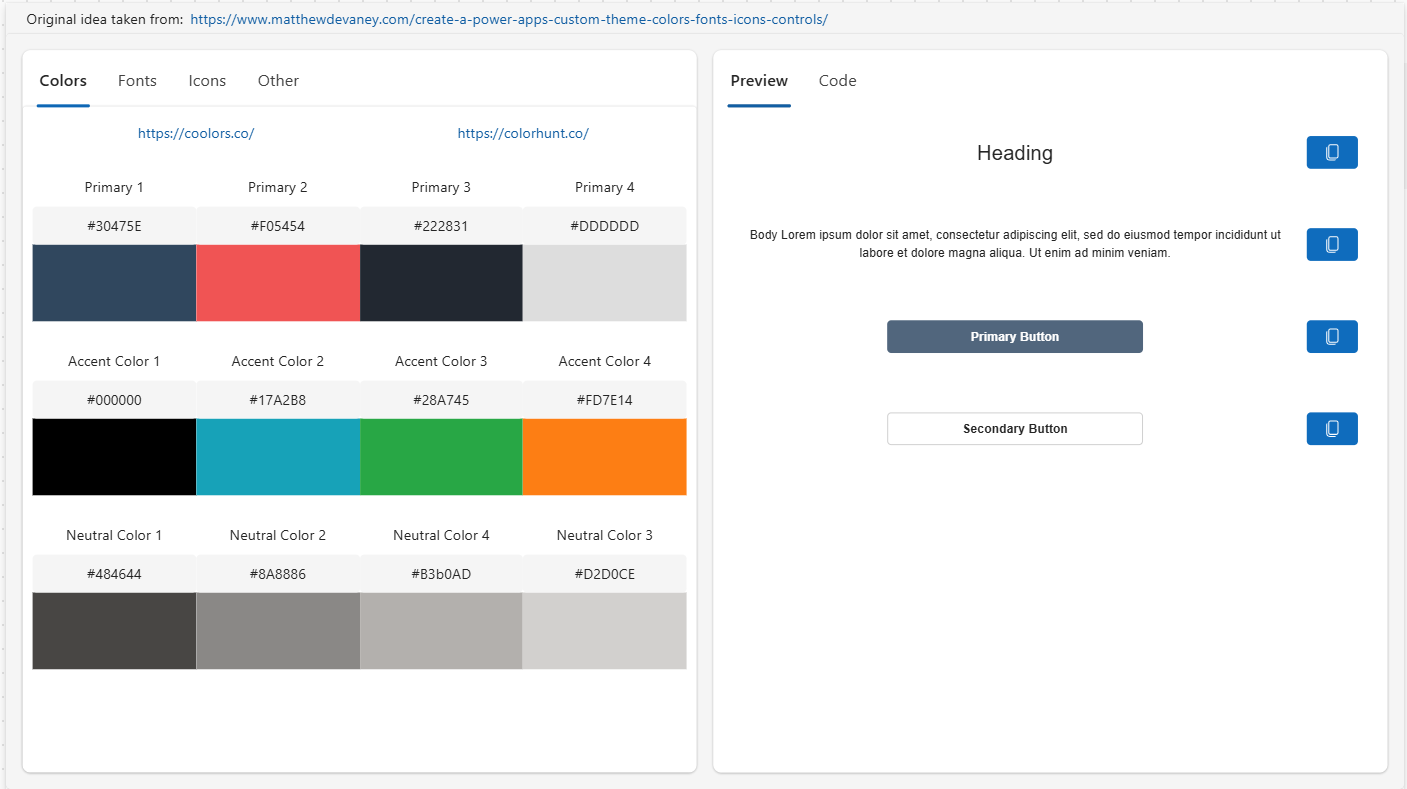 Original idea taken from: https://www.matthewdevaney.com/create-a-power-apps-custom-theme-colors-fonts-icons-controls/
Colors Fonts Icons Other
https://coolors.co/ https://colorhunt.co/
Primary 1 Primary 2 Primary 3 Primary 4
#30475E #F05454 #222831 #DDDDDD
Accent Color 1 Accent Color 2 Accent Color 3 Accent Color 4
#000000 #17A2B8 #28A745 #FD7E14
Neutral Color 1 Neutral Color 2 Neutral Color 4 Neutral Color 3
#484644 #8A8886 #B3b0AD #D2D0CE
Preview Code
Heading
Body Lorem ipsum dolor sit amet, consectetur adipiscing elit, sed do eiusmod tempor incididunt ut
labore et dolore magna aliqua. Ut enim ad minim veniam.
Primary Button
Secondary Button